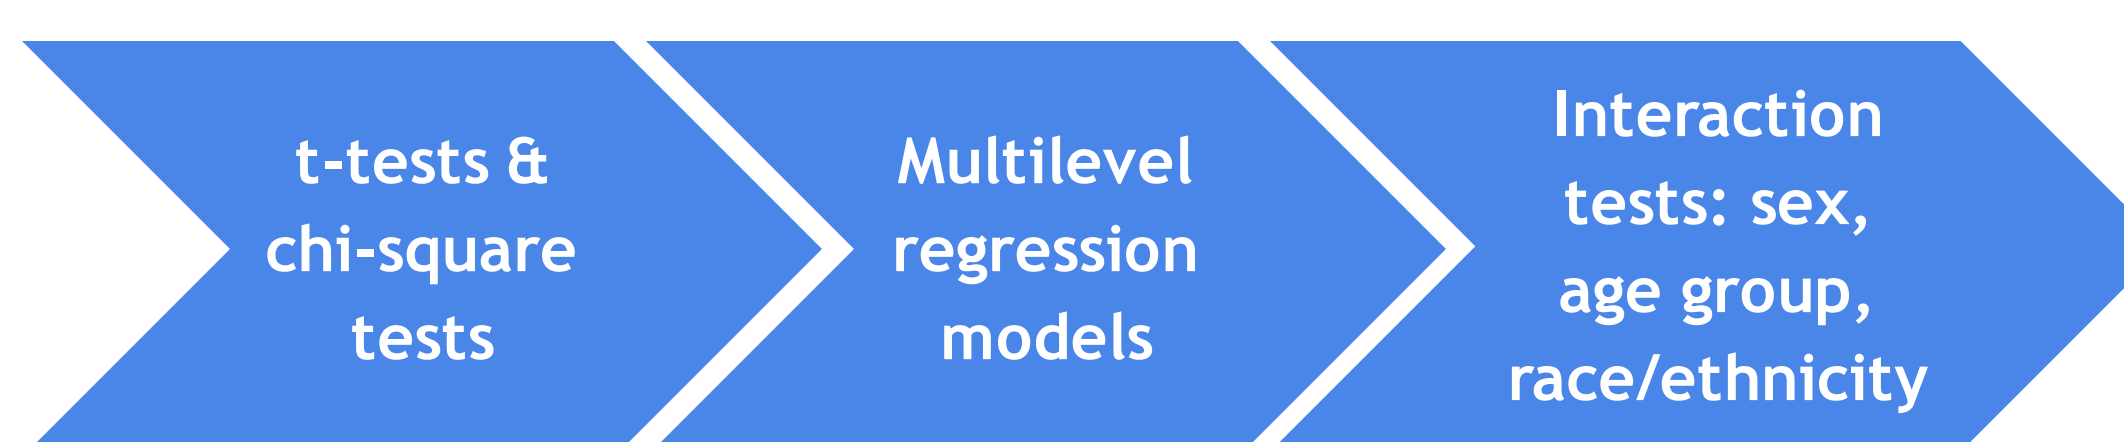 t-tests &
chi-square
tests
Multilevel
regression
models
Interaction
tests: sex,
age group,
race/ethnicity